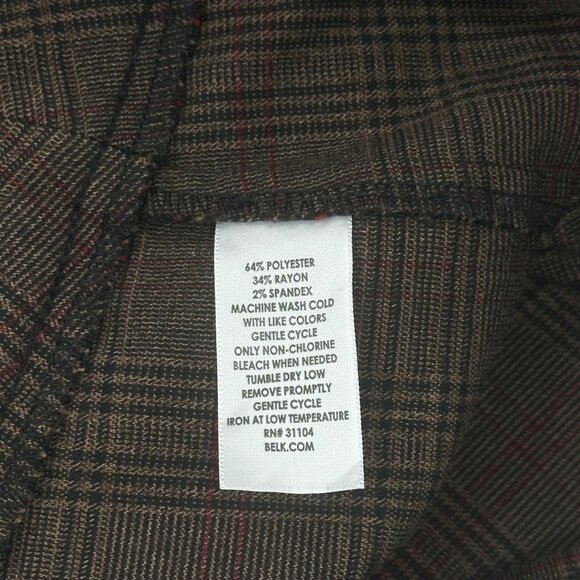 64% POLYESTER
34% RAYON
2% SPANDEX
MACHINE WASH COLD
WITH LIKE COLORS
GENTLE CYCLE
ONLY NON-CHLORINE
BLEACH WHEN NEEDED
TUMBLE DRY LOW
REMOVE PROMPTLY
GENTLE CYCLE
IRON AT LOW TEMPERATURE
RN# 31104
BELK.COM